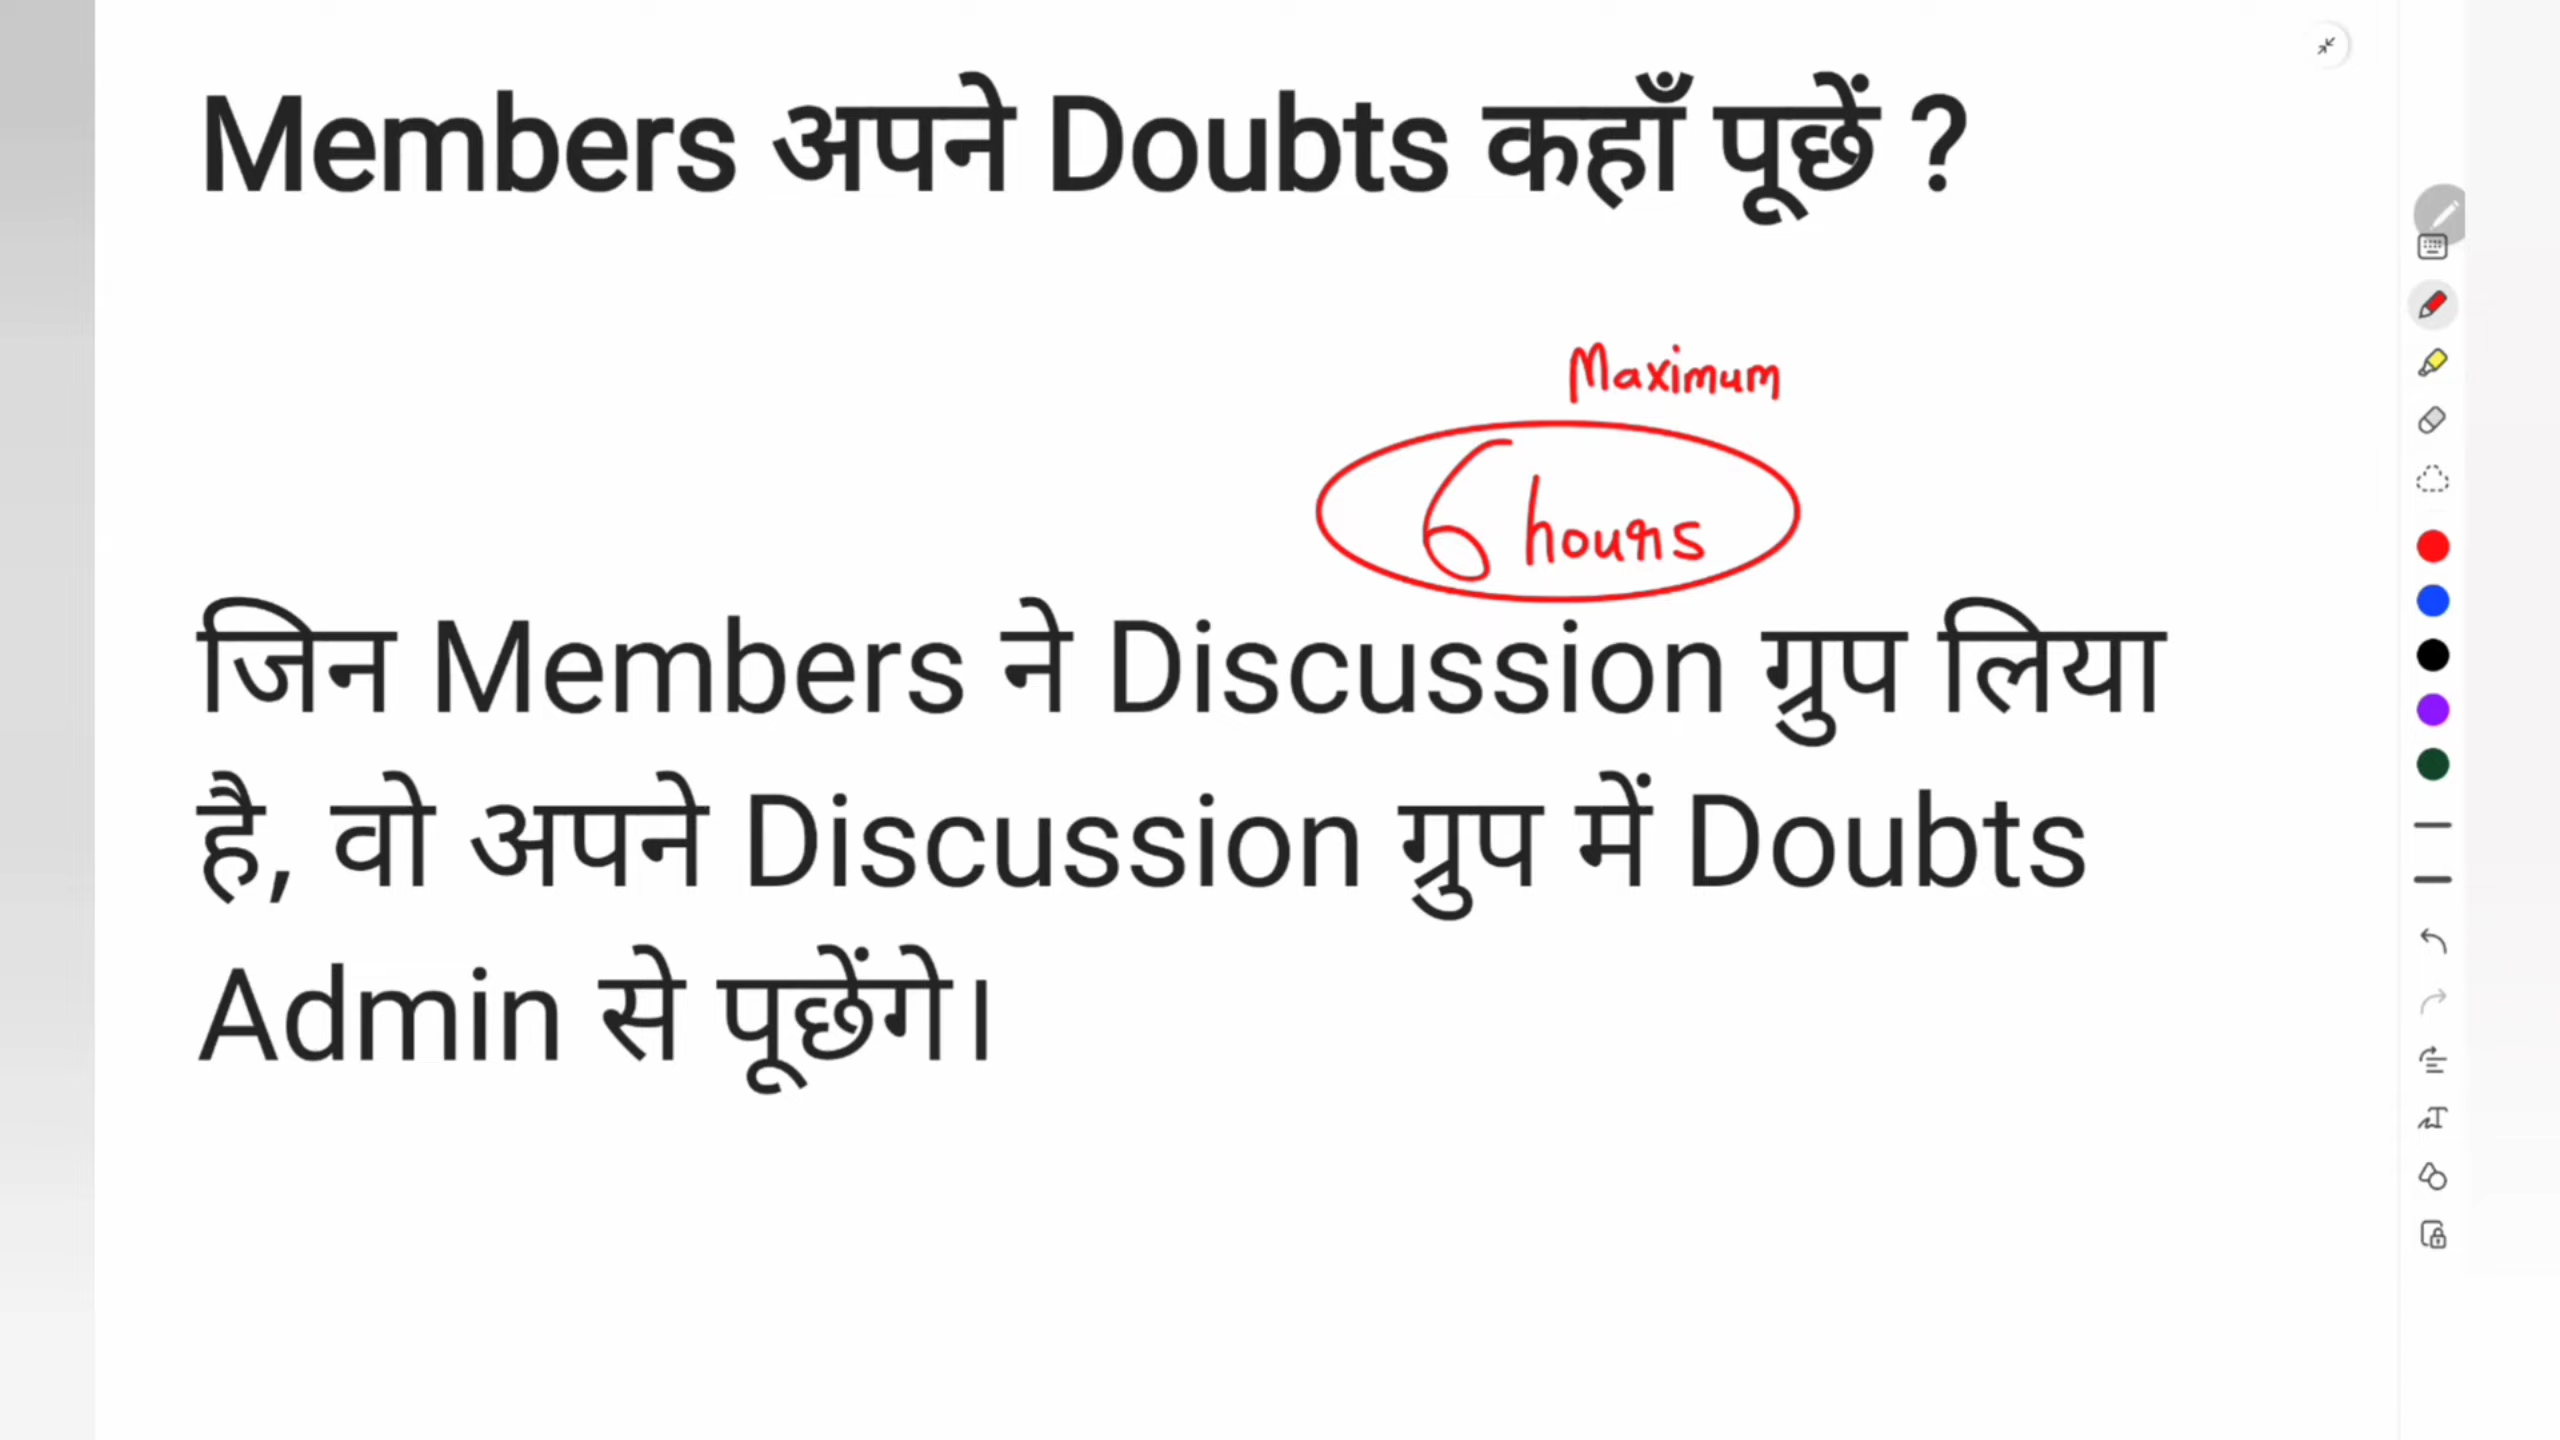 Members अपने Doubts कहाँ पूछें ?
Maximum
6 hours
जिन Members ने Discussion ग्रुप लिया
है, वो अपने Discussion ग्रुप में Doubts
Admin से पूछेंगे।